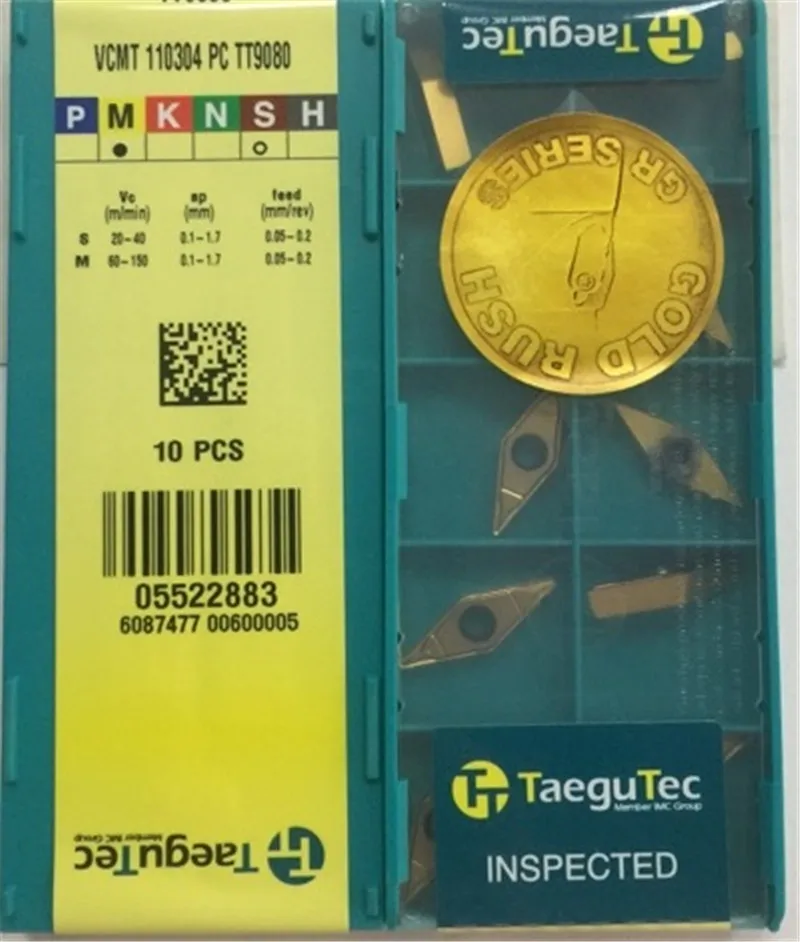 VCMT 110304 PC TT9080
P M K N S H
Vc ap feed
(m/min) (mm) (mm/rev)
S 20-40 0.1-1.7 0.05-0.2
M 60-150 0.1-1.7 0.05-0.2
10 PCS
05522883
6087477 00600005
TaeguTec
Member IMC Group
TaeguTec
GR SERIES
GOLD RUSH
TaeguTec
Member IMC Group
INSPECTED